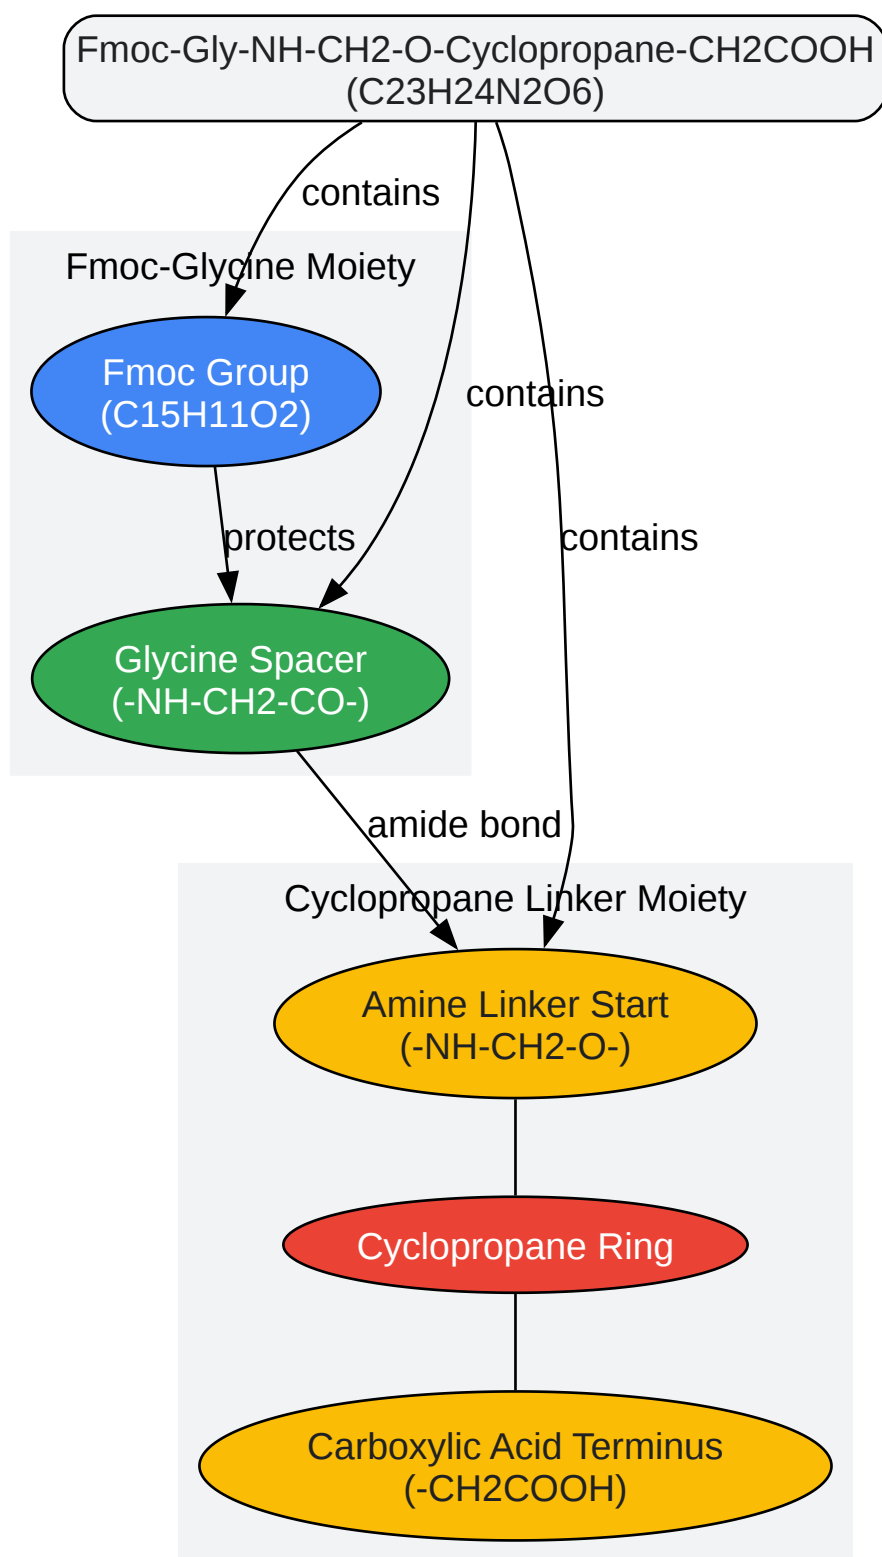 Fmoc-Gly-NH-CH2-O-Cyclopropane-CH2COOH
(C23H24N2O6)
contains
Fmoc-Glycine Moiety
Fmoc Group
(C15H11O2)
contains
protects
contains
Glycine Spacer
(-NH-CH2-CO-)
amide bond
Cyclopropane Linker Moiety
Amine Linker Start
(-NH-CH2-O-)
Cyclopropane Ring
Carboxylic Acid Terminus
(-CH2COOH)